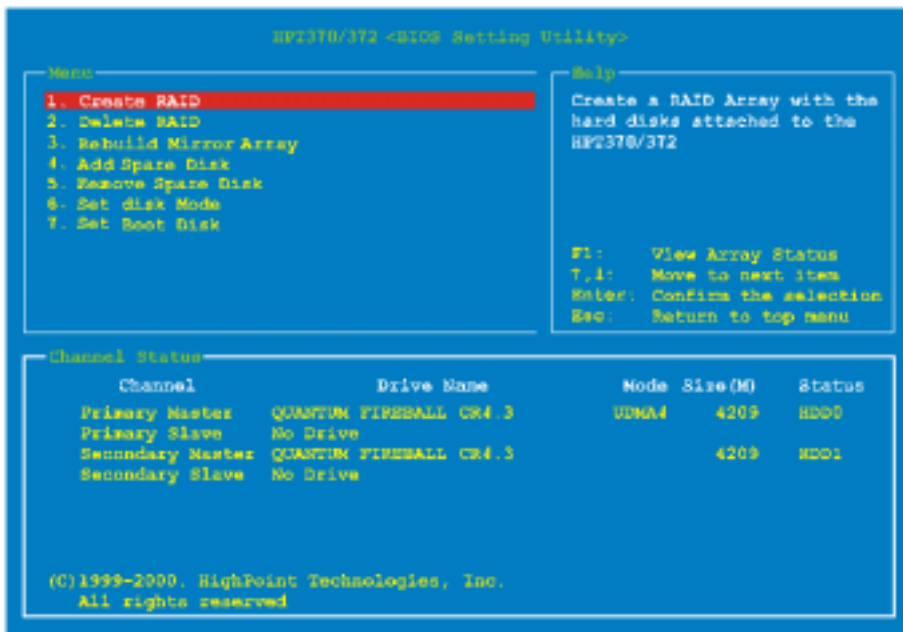 HPT370/372 <BIOS Setting Utility>
Menu
1. Create RAID
2. Delete RAID
3. Rebuild Mirror Array
4. Add Spare Disk
5. Remove Spare Disk
6. Set disk Mode
7. Set Boot Disk
Help
Create a RAID Array with the
hard disks attached to the
HPT370/372
F1: View Array Status
↑,↓: Move to next item
Enter: Confirm the selection
Esc: Return to top menu
Channel Status
Channel Drive Name Mode Size(M) Status
Primary Master QUANTUM FIREBALL CR4.3 UDMA4 4209 HDD0
Primary Slave No Drive
Secondary Master QUANTUM FIREBALL CR4.3 4209 HDD1
Secondary Slave No Drive
(C)1999-2000. HighPoint Technologies, Inc.
All rights reserved